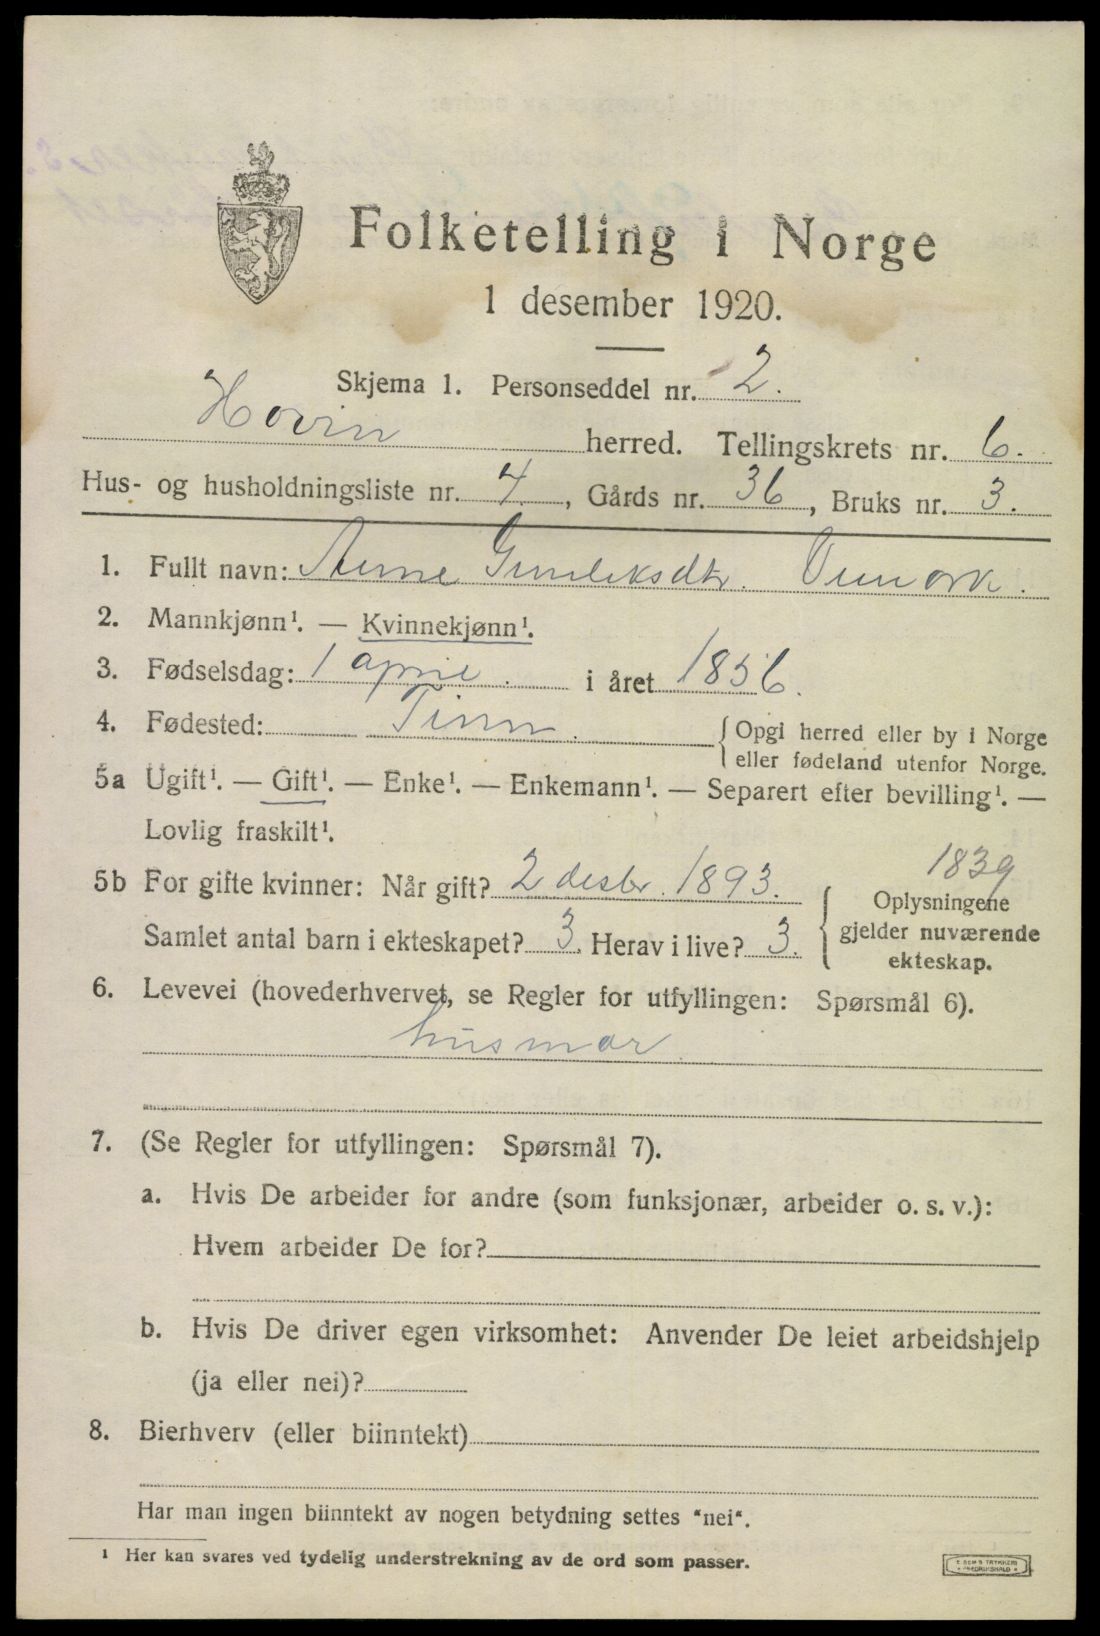 Folketelling i Norge
1 desember 1920.
Skjema 1. Personseddel nr. 2.
Hovin herred. Tellingskrets nr. 6.
Hus- og husholdningsliste nr. 4, Gårds nr. 36, Bruks nr. 3.
1. Fullt navn: Anne Gunleksdtr. Vemork.
2. Mannkjønn¹. — Kvinnekjønn¹.
3. Fødselsdag: 1 april. i året 1856.
4. Fødested: Tinn. { Opgi herred eller by i Norge
eller fødeland utenfor Norge.
5a Ugift¹. — Gift¹. — Enke¹. — Enkemann¹. — Separert efter bevilling¹. —
Lovlig fraskilt¹.
1839
5b For gifte kvinner: Når gift? 2 desbr. 1893. { Oplysningene
Samlet antal barn i ekteskapet? 3. Herav i live? 3. gjelder nuværende
ekteskap.
6. Levevei (hovederhvervet, se Regler for utfyllingen: Spørsmål 6).
husmor.
7. (Se Regler for utfyllingen: Spørsmål 7).
a. Hvis De arbeider for andre (som funksjonær, arbeider o. s. v.):
Hvem arbeider De for?
b. Hvis De driver egen virksomhet: Anvender De leiet arbeidshjelp
(ja eller nei)?
8. Bierhverv (eller biinntekt)
Har man ingen biinntekt av nogen betydning settes "nei".
¹ Her kan svares ved tydelig understrekning av de ord som passer.